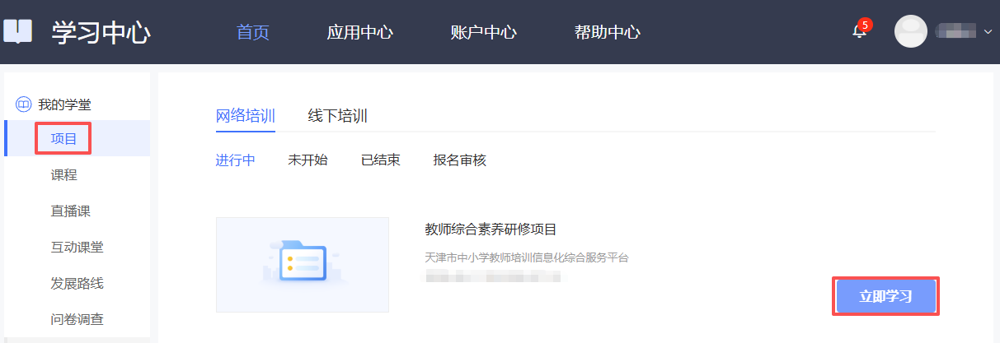 学习中心 首页 应用中心 账户中心 帮助中心 5
我的学堂
项目
课程
直播课
互动课堂
发展路线
问卷调查
网络培训 线下培训
进行中 未开始 已结束 报名审核
教师综合素养研修项目
天津市中小学教师培训信息化综合服务平台
立即学习